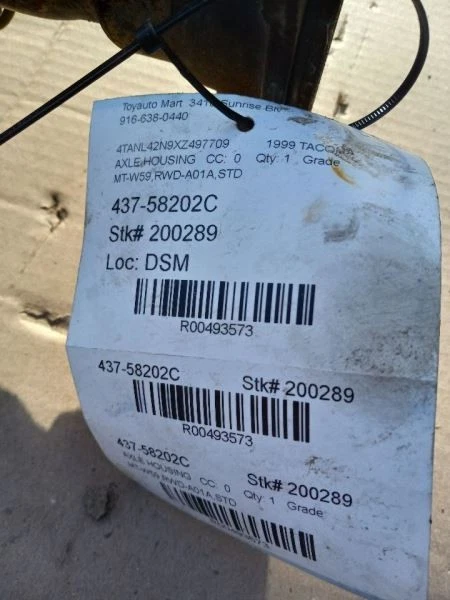 Toyauto Mart 341 Sunrise Bl
916-638-0440
4TANL42N9XZ497709 1999 TACOMA
AXLE HOUSING CC: 0 Qty: 1 Grade
MT-W59,RWD-A01A,STD
437-58202C
Stk# 200289
Loc: DSM
R00493573
437-58202C Stk# 200289
R00493573
437-58202C Stk# 200289
AXLE HOUSING CC: 0 Qty: 1 Grade
MT-W59,RWD-A01A,STD